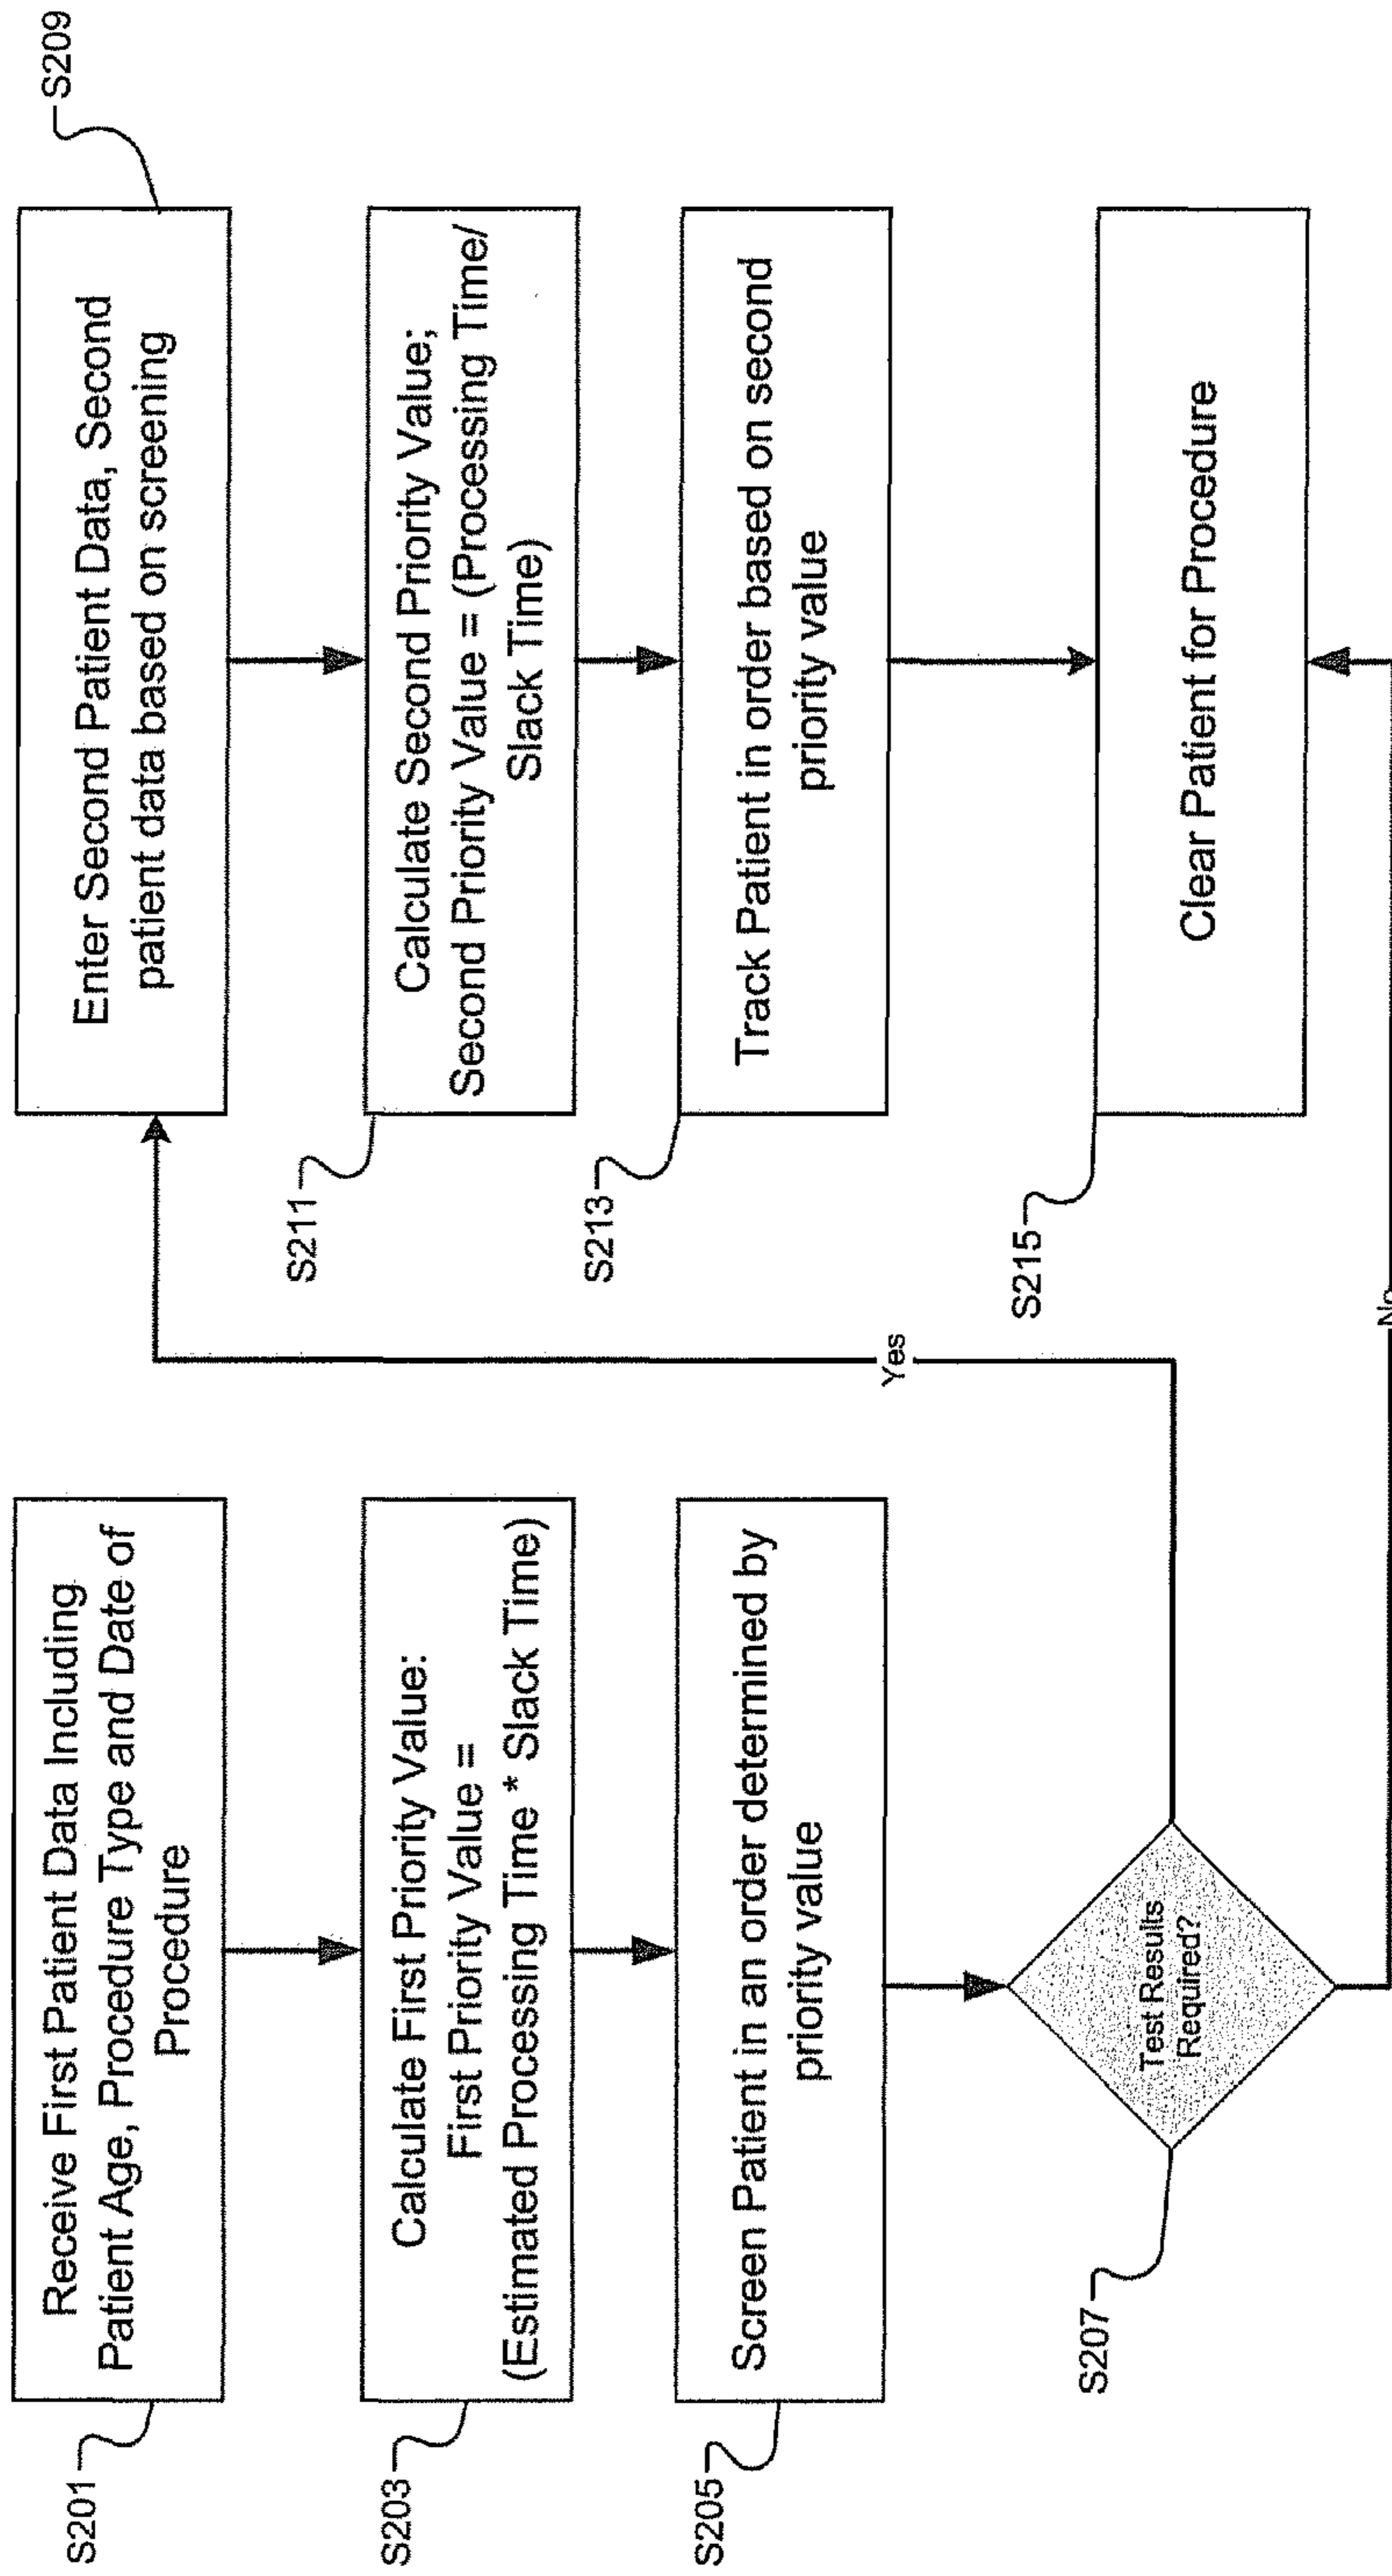 S201
Receive First Patient Data Including
Patient Age, Procedure Type and Date of
Procedure
S203
Calculate First Priority Value:
First Priority Value =
(Estimated Processing Time * Slack Time)
S205
Screen Patient in an order determined by
priority value
S207
Test Results
Required?
Yes
No
S209
Enter Second Patient Data, Second
patient data based on screening
S211
Calculate Second Priority Value;
Second Priority Value = (Processing Time/
Slack Time)
S213
Track Patient in order based on second
priority value
S215
Clear Patient for Procedure